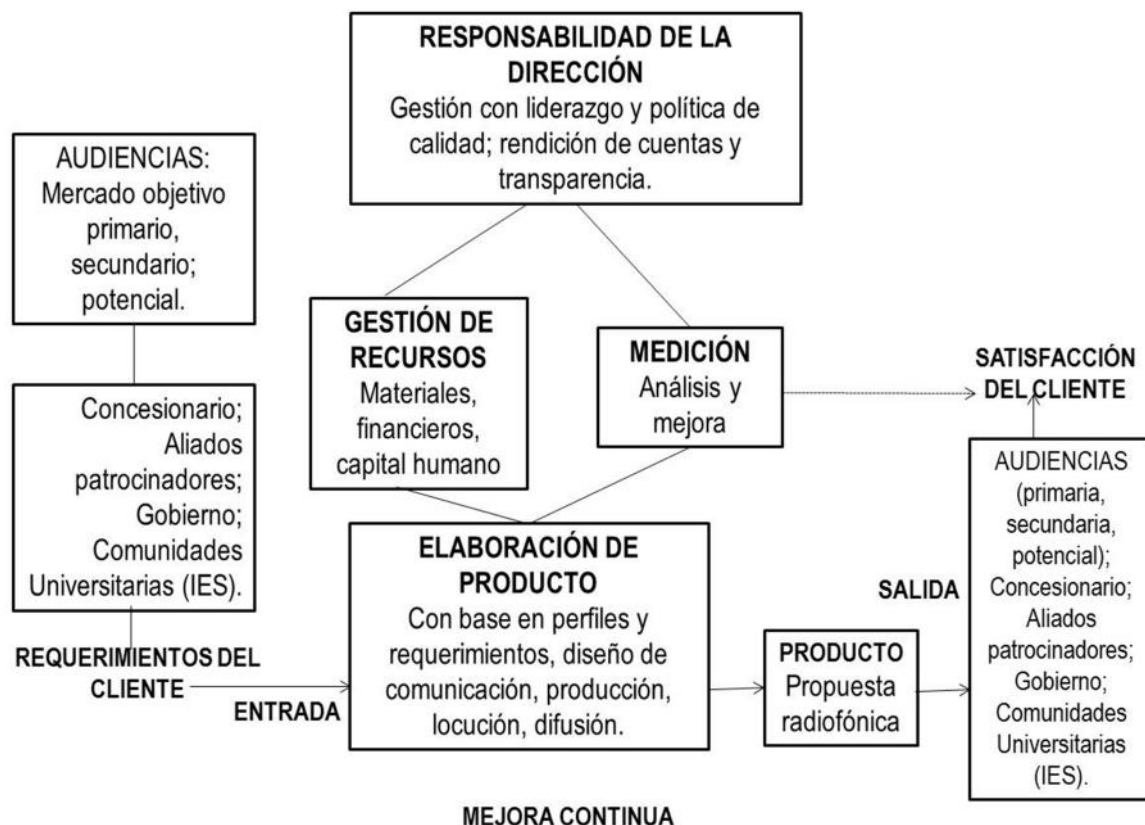 RESPONSABILIDAD DE LA
DIRECCIÓN
Gestión con liderazgo y política de
calidad; rendición de cuentas y
transparencia.
AUDIENCIAS:
Mercado objetivo
primario,
secundario;
potencial.
Concesionario;
Aliados
patrocinadores;
Gobierno;
Comunidades
Universitarias (IES).
REQUERIMIENTOS DEL
CLIENTE
ENTRADA
GESTIÓN DE
RECURSOS
Materiales,
financieros,
capital humano
MEDICIÓN
Análisis y
mejora
ELABORACIÓN DE
PRODUCTO
Con base en perfiles y
requerimientos, diseño de
comunicación, producción,
locución, difusión.
PRODUCTO
Propuesta
radiofónica
SALIDA
SATISFACCIÓN
DEL CLIENTE
AUDIENCIAS
(primaria,
secundaria,
potencial);
Concesionario;
Aliados
patrocinadores;
Gobierno;
Comunidades
Universitarias
(IES).
MEJORA CONTINUA